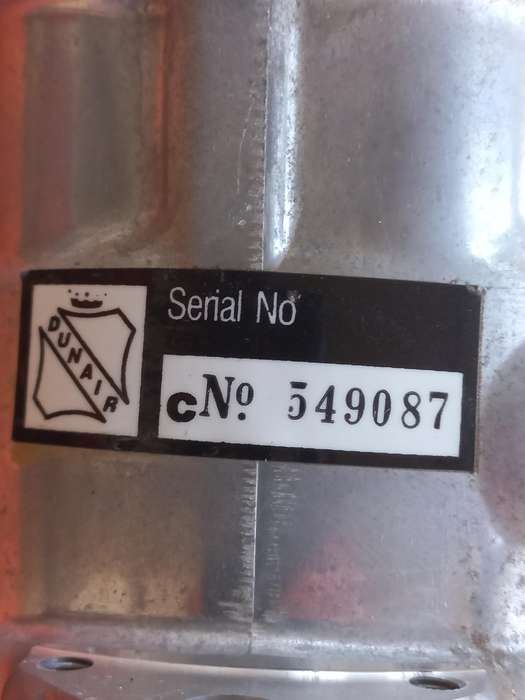 DUNAIR
Serial No
CNº. 549087